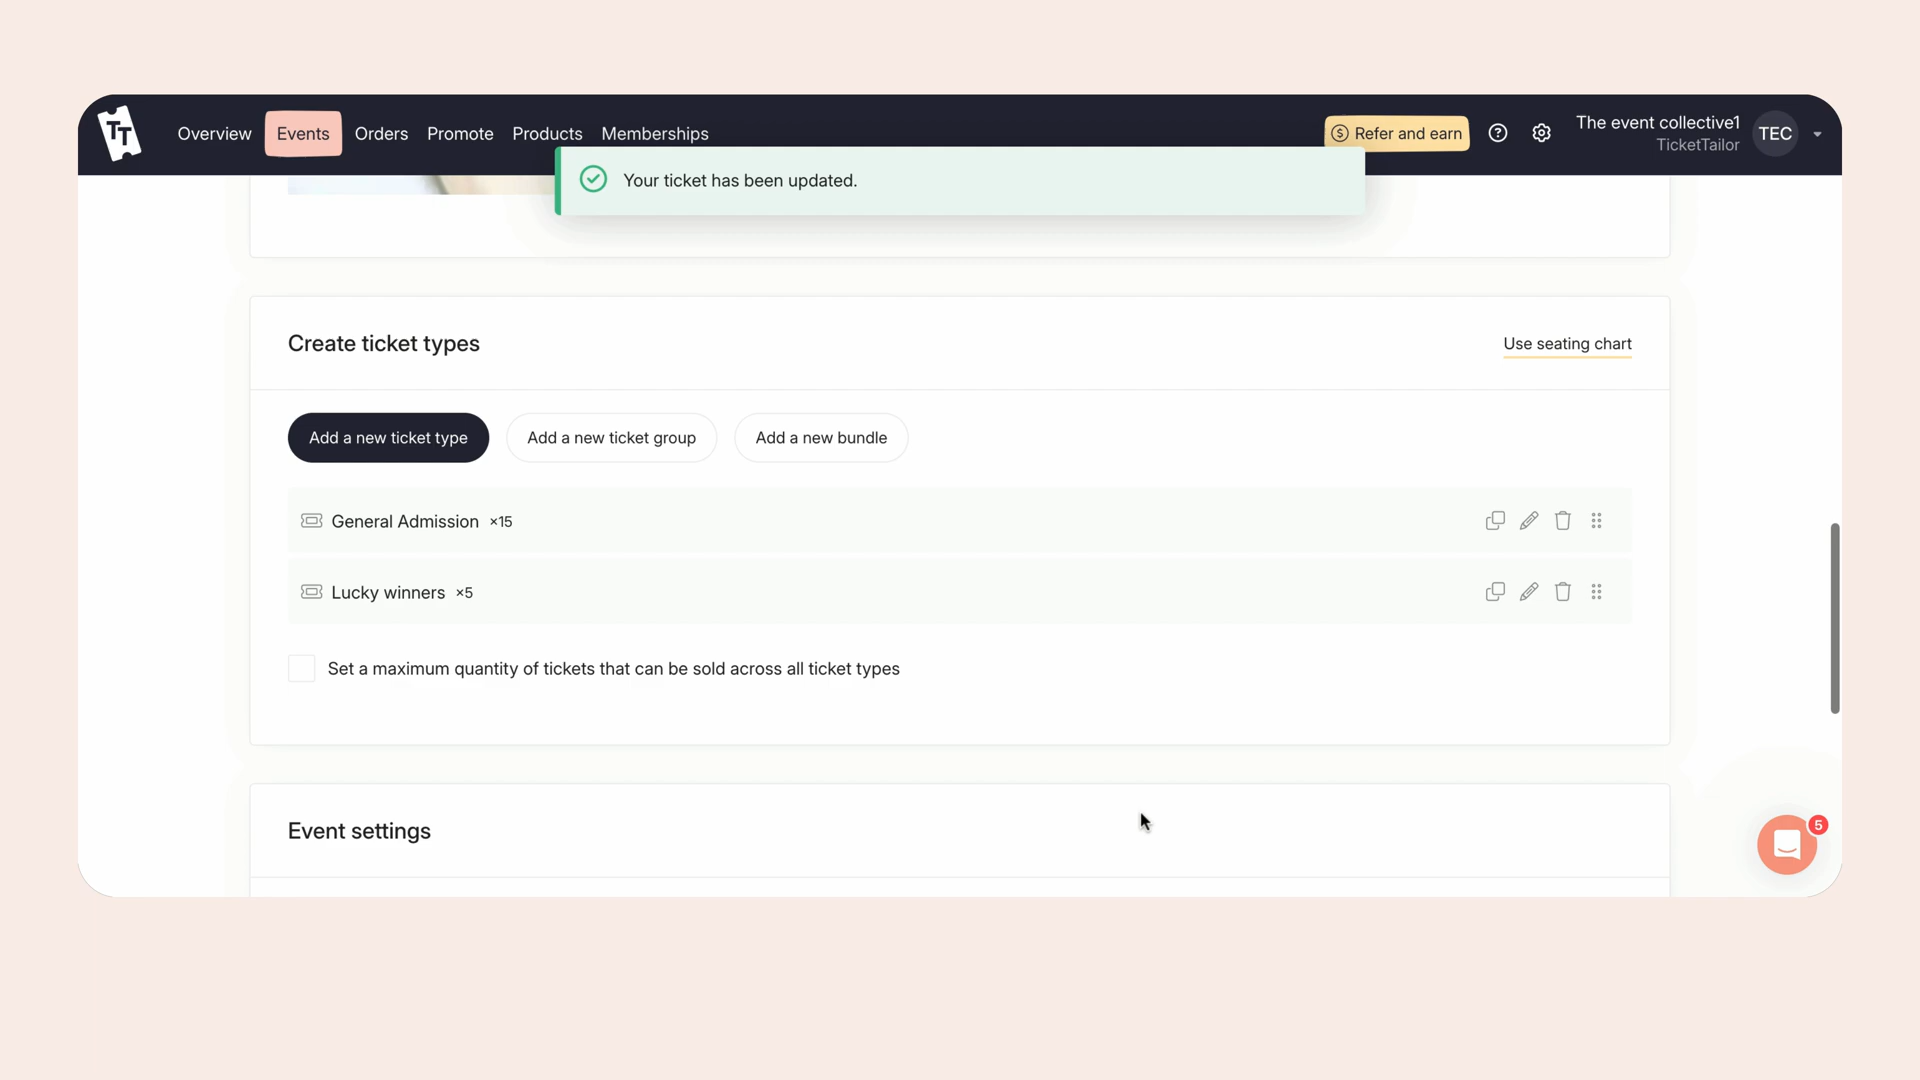 TT
Overview
Events
Orders
Promote
Products
Memberships
Refer and earn
The event collective1
TicketTailor
TEC
Your ticket has been updated.
Create ticket types
Use seating chart
Add a new ticket type
Add a new ticket group
Add a new bundle
General Admission ×15
Lucky winners ×5
Set a maximum quantity of tickets that can be sold across all ticket types
Event settings
5